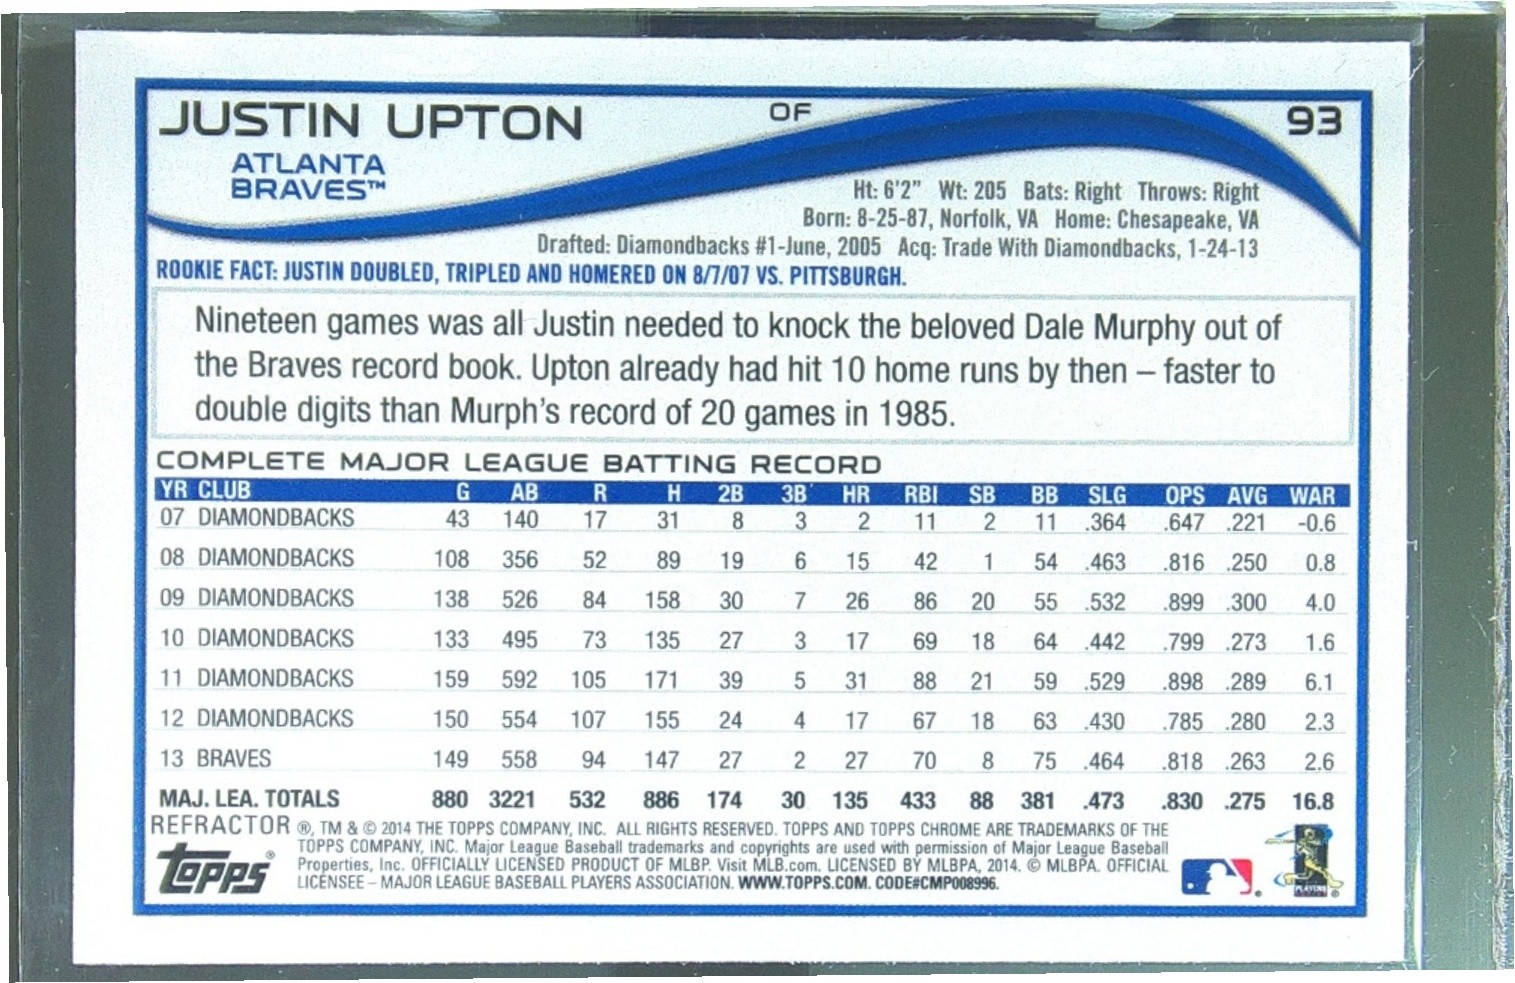 JUSTIN UPTON OF 93
ATLANTA
BRAVES™
Ht: 6'2" Wt: 205 Bats: Right Throws: Right
Born: 8-25-87, Norfolk, VA Home: Chesapeake, VA
Drafted: Diamondbacks #1-June, 2005 Acq: Trade With Diamondbacks, 1-24-13
ROOKIE FACT: JUSTIN DOUBLED, TRIPLED AND HOMERED ON 8/7/07 VS. PITTSBURGH.
Nineteen games was all Justin needed to knock the beloved Dale Murphy out of
the Braves record book. Upton already had hit 10 home runs by then – faster to
double digits than Murph's record of 20 games in 1985.
COMPLETE MAJOR LEAGUE BATTING RECORD
YR CLUB G AB R H 2B 3B HR RBI SB BB SLG OPS AVG WAR
07 DIAMONDBACKS 43 140 17 31 8 3 2 11 2 11 .364 .647 .221 -0.6
08 DIAMONDBACKS 108 356 52 89 19 6 15 42 1 54 .463 .816 .250 0.8
09 DIAMONDBACKS 138 526 84 158 30 7 26 86 20 55 .532 .899 .300 4.0
10 DIAMONDBACKS 133 495 73 135 27 3 17 69 18 64 .442 .799 .273 1.6
11 DIAMONDBACKS 159 592 105 171 39 5 31 88 21 59 .529 .898 .289 6.1
12 DIAMONDBACKS 150 554 107 155 24 4 17 67 18 63 .430 .785 .280 2.3
13 BRAVES 149 558 94 147 27 2 27 70 8 75 .464 .818 .263 2.6
MAJ. LEA. TOTALS 880 3221 532 886 174 30 135 433 88 381 .473 .830 .275 16.8
REFRACTOR ®, TM & © 2014 THE TOPPS COMPANY, INC. ALL RIGHTS RESERVED. TOPPS AND TOPPS CHROME ARE TRADEMARKS OF THE
TOPPS COMPANY, INC. Major League Baseball trademarks and copyrights are used with permission of Major League Baseball
Properties, Inc. OFFICIALLY LICENSED PRODUCT OF MLBP. Visit MLB.com. LICENSED BY MLBPA, 2014. © MLBPA. OFFICIAL
LICENSEE – MAJOR LEAGUE BASEBALL PLAYERS ASSOCIATION. WWW.TOPPS.COM. CODE#CMP008996.
Topps®
PLAYERS